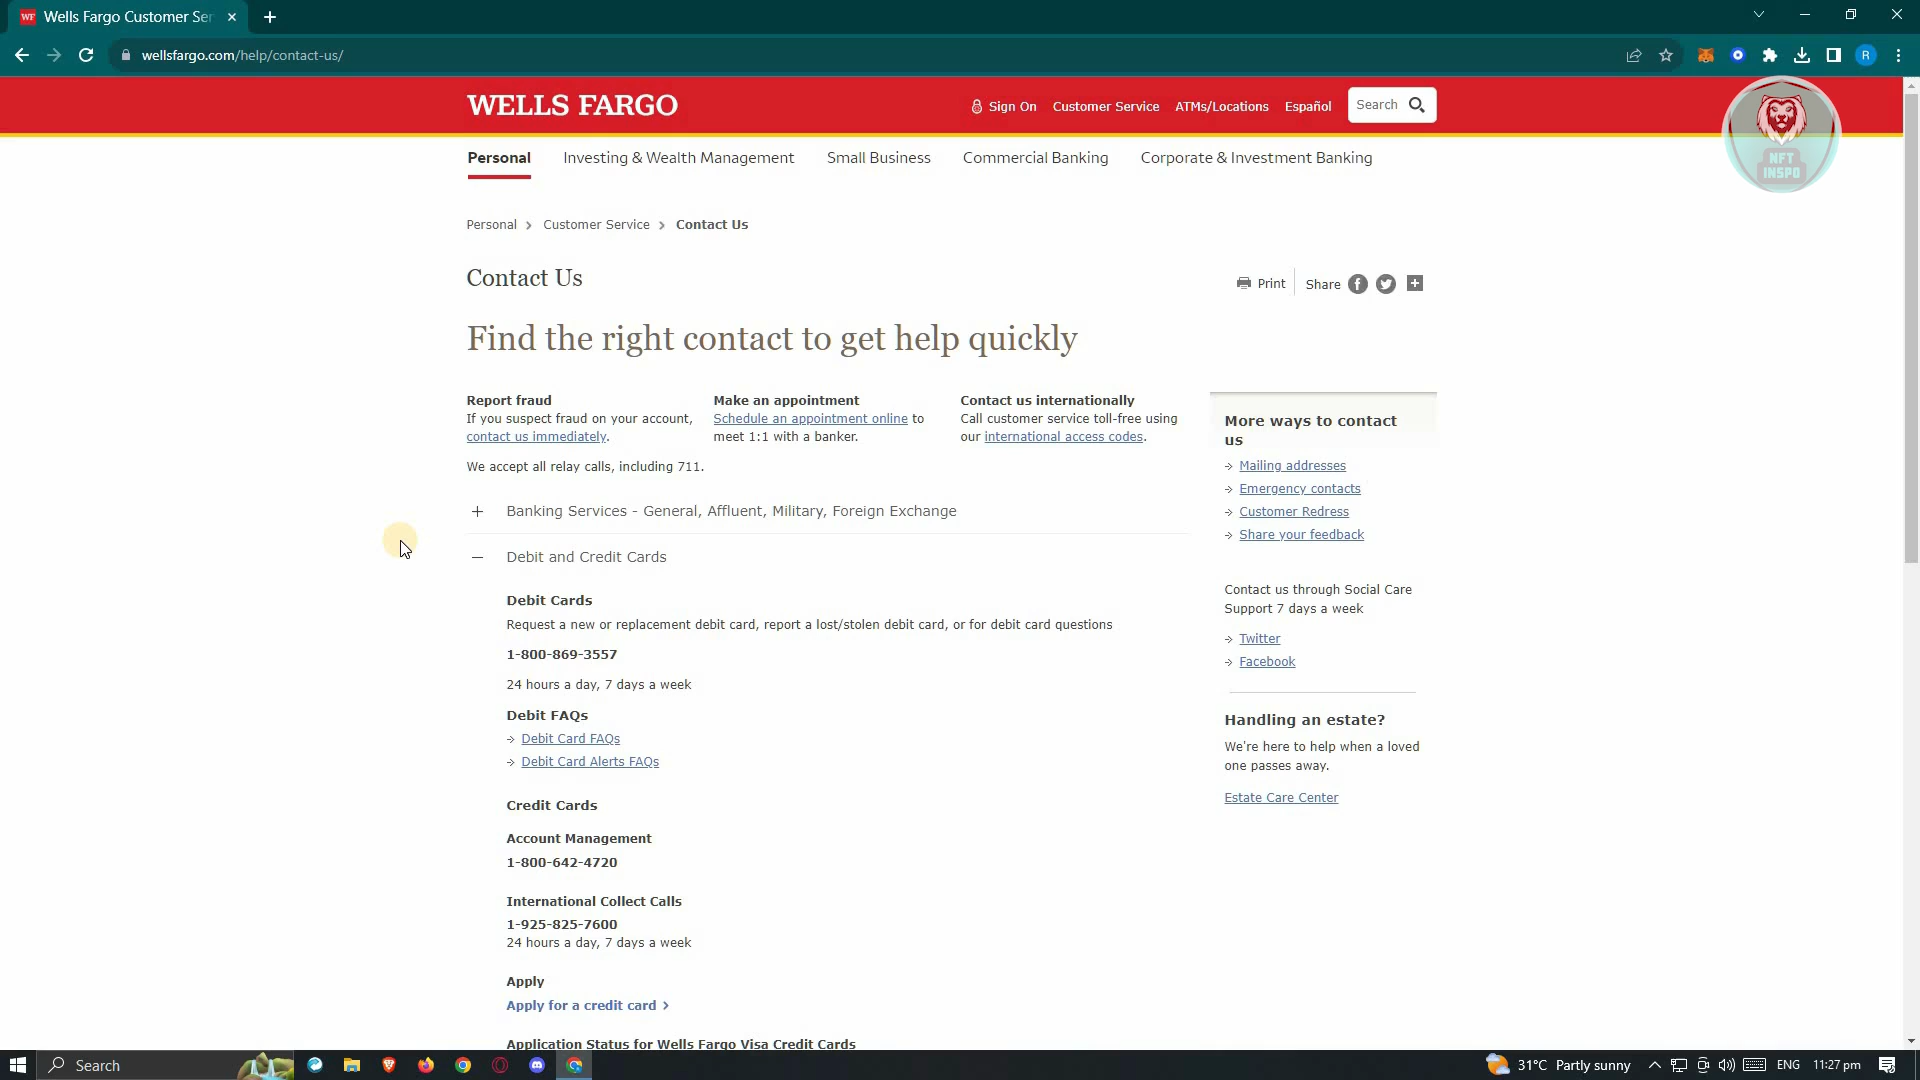 WF Wells Fargo Customer Ser
wellsfargo.com/help/contact-us/
R
WELLS FARGO
Sign On Customer Service ATMs/Locations Español Search
NFT
INSPO
Personal Investing & Wealth Management Small Business Commercial Banking Corporate & Investment Banking
Personal Customer Service Contact Us
Contact Us
Print Share
Find the right contact to get help quickly
Report fraud
If you suspect fraud on your account,
contact us immediately.
Make an appointment
Schedule an appointment online to
meet 1:1 with a banker.
Contact us internationally
Call customer service toll-free using
our international access codes.
We accept all relay calls, including 711.
Banking Services - General, Affluent, Military, Foreign Exchange
Debit and Credit Cards
Debit Cards
Request a new or replacement debit card, report a lost/stolen debit card, or for debit card questions
1-800-869-3557
24 hours a day, 7 days a week
Debit FAQs
Debit Card FAQs
Debit Card Alerts FAQs
Credit Cards
Account Management
1-800-642-4720
International Collect Calls
1-925-825-7600
24 hours a day, 7 days a week
Apply
Apply for a credit card
Application Status for Wells Fargo Visa Credit Cards
More ways to contact
us
Mailing addresses
Emergency contacts
Customer Redress
Share your feedback
Contact us through Social Care
Support 7 days a week
Twitter
Facebook
Handling an estate?
We're here to help when a loved
one passes away.
Estate Care Center
Search
31°C Partly sunny ENG 11:27 pm